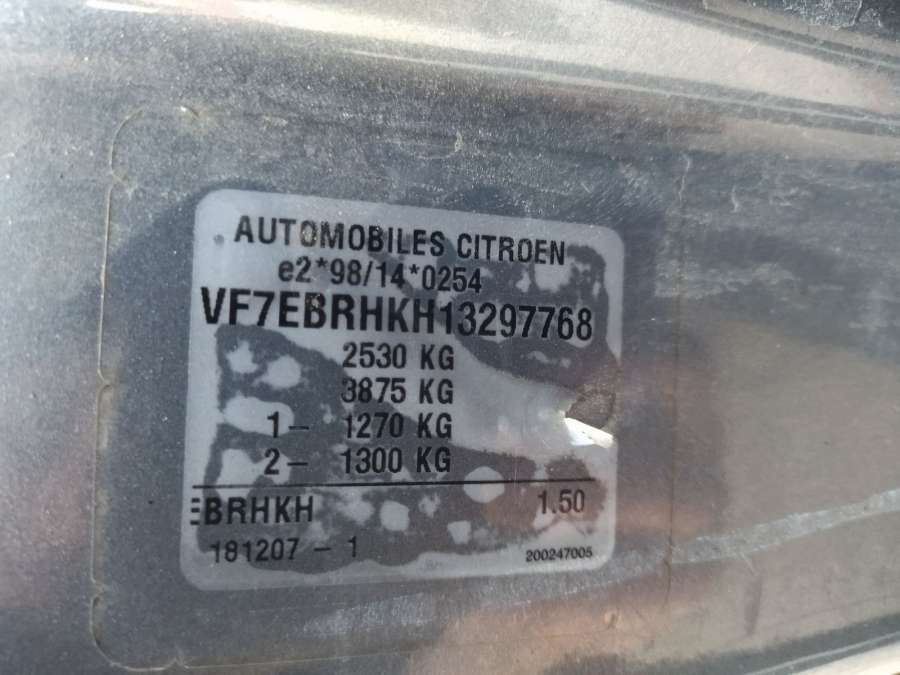 AUTOMOBILES CITROEN
e2*98/14*0254
VF7EBRHKH13297768
2530 KG
3875 KG
1- 1270 KG
2- 1300 KG
EBRHKH 1.50
181207 - 1 200247005